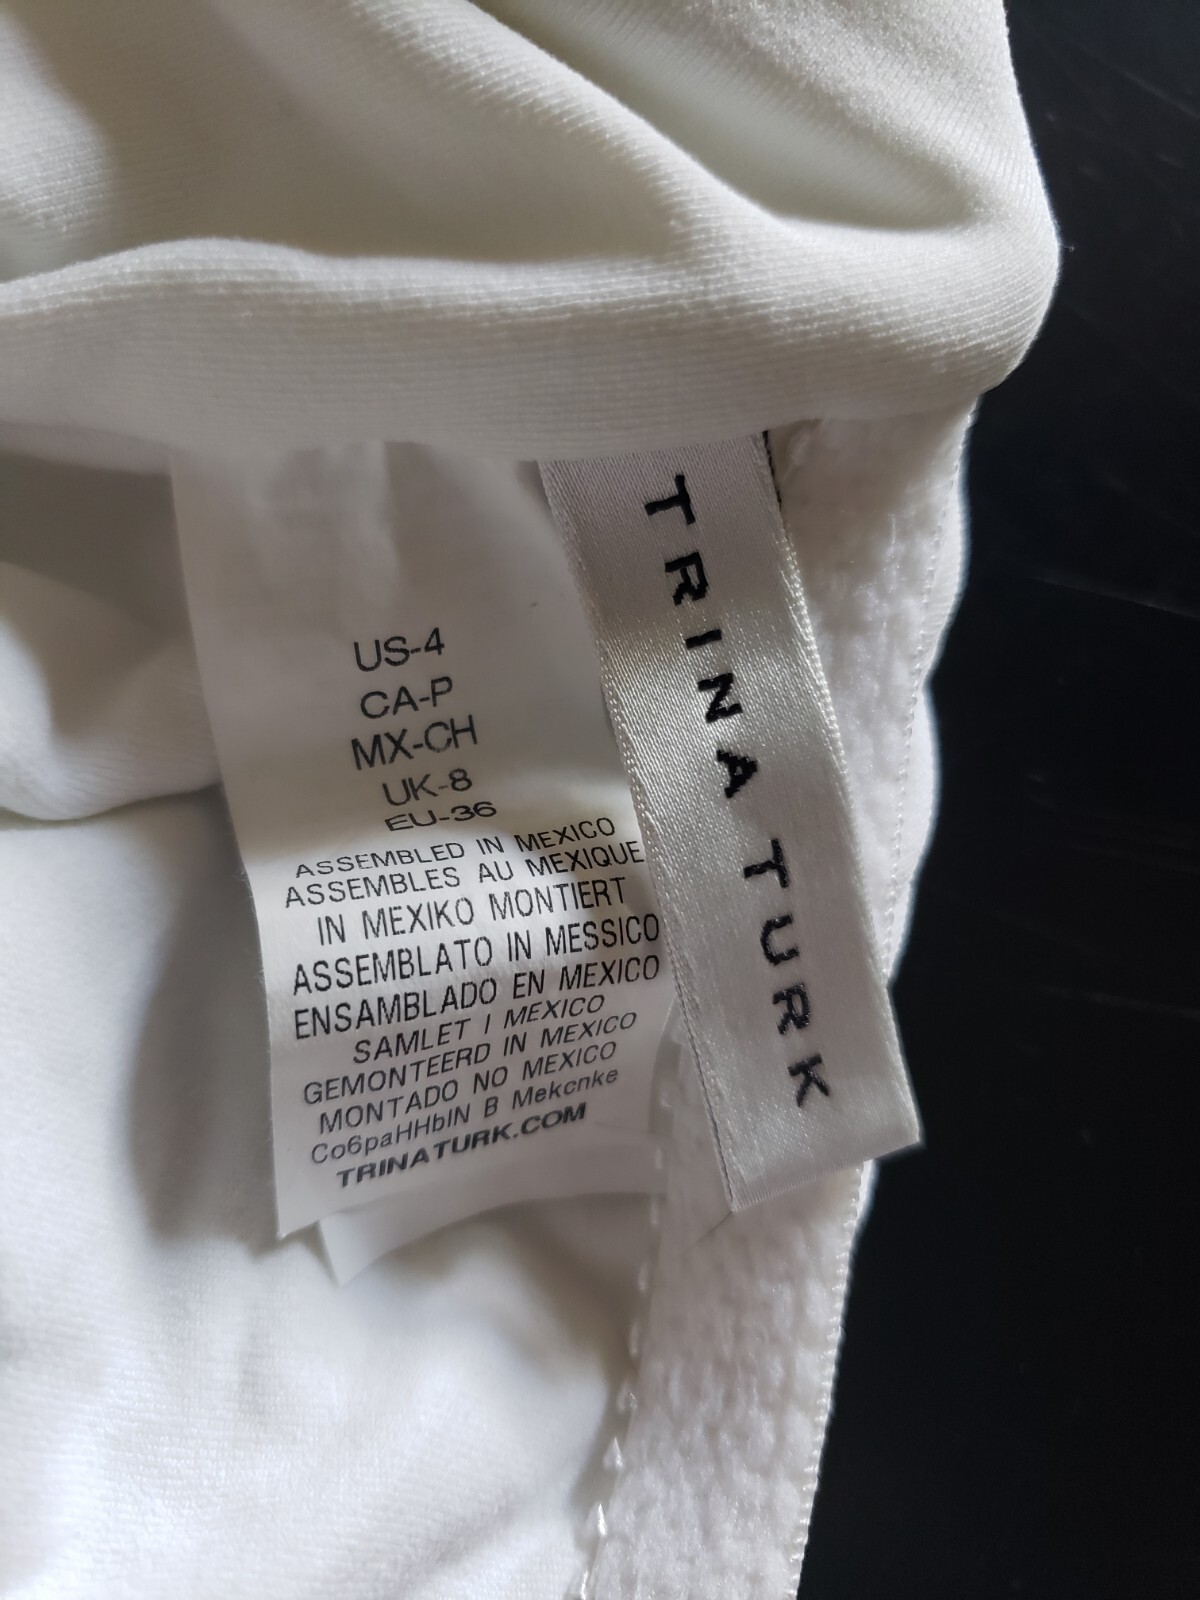 US-4
CA-P
MX-CH
UK-8
EU-36
ASSEMBLED IN MEXICO
ASSEMBLES AU MEXIQUE
IN MEXIKO MONTIERT
ASSEMBLATO IN MESSICO
ENSAMBLADO EN MEXICO
SAMLET I MEXICO
GEMONTEERD IN MEXICO
MONTADO NO MEXICO
Co6paHHbIN B Mekcnke
TRINATURK.COM
TRINA TURK